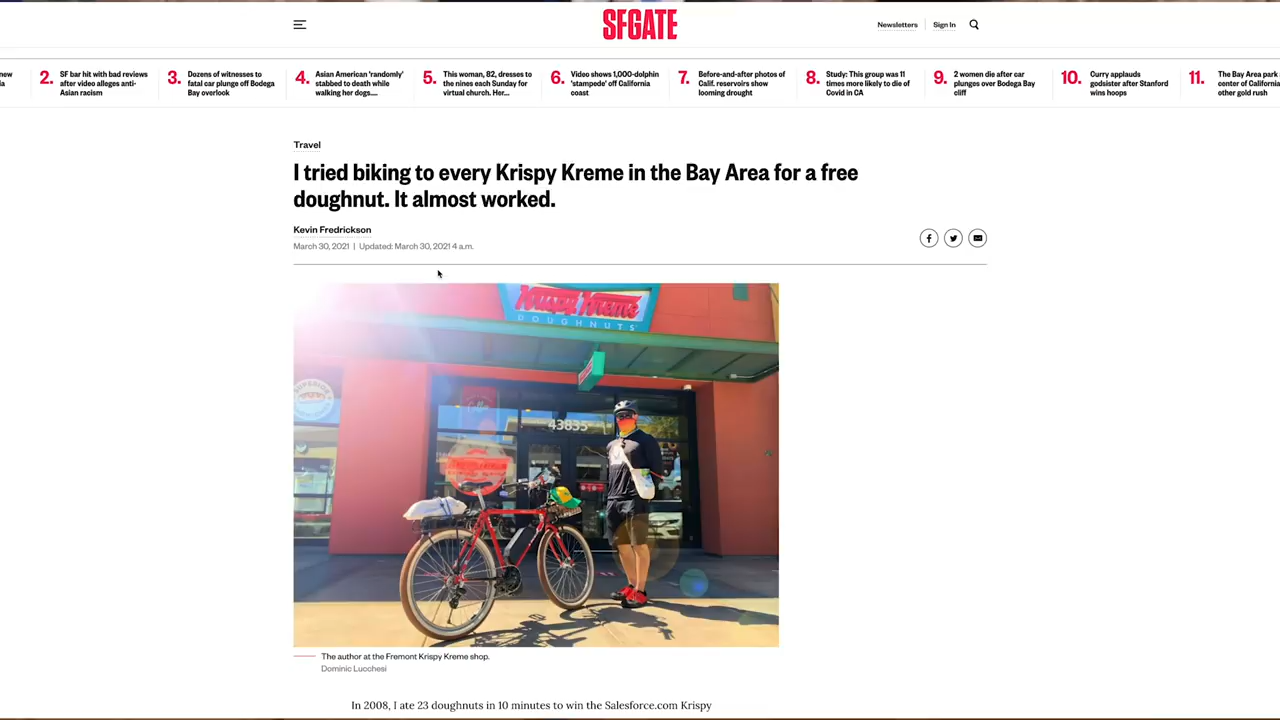 SFGATE
Newsletters
Sign In
new
2.
SF bar hit with bad reviews
after video alleges anti-
Asian racism
3.
Dozens of witnesses to
fatal car plunge off Bodega
Bay overlook
4.
Asian American 'randomly'
stabbed to death while
walking her dogs....
5.
This woman, 82, dresses to
the nines each Sunday for
virtual church. Her...
6.
Video shows 1,000-dolphin
'stampede' off California
coast
7.
Before-and-after photos of
Calif. reservoirs show
looming drought
8.
Study: This group was 11
times more likely to die of
Covid in CA
9.
2 women die after car
plunges over Bodega Bay
cliff
10.
Curry applauds
godsister after Stanford
wins hoops
11.
The Bay Area park
center of California
other gold rush
Travel
I tried biking to every Krispy Kreme in the Bay Area for a free
doughnut. It almost worked.
Kevin Fredrickson
March 30, 2021 | Updated: March 30, 2021 4 a.m.
Krispy Kreme
DOUGHNUTS
SUPERIOR
43835
The author at the Fremont Krispy Kreme shop.
Dominic Lucchesi
In 2008, I ate 23 doughnuts in 10 minutes to win the Salesforce.com Krispy